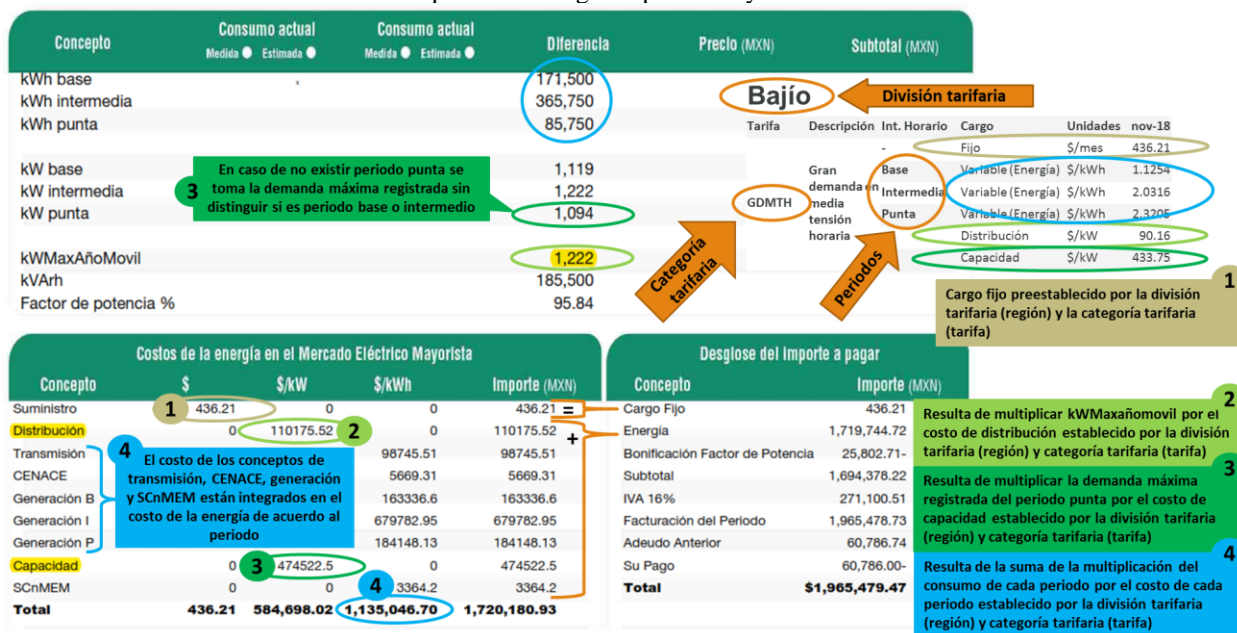 Concepto
Consumo actual
Medida Estimada
Consumo actual
Medida Estimada
Diferencia
Precio (MXN)
Subtotal (MXN)
kWh base 171,500
kWh intermedia 365,750
kWh punta 85,750
kW base 1,119
kW intermedia 1,222
kW punta 1,094
kWMaxAñoMovil 1,222
kVArh 185,500
Factor de potencia % 95.84
3
En caso de no existir periodo punta se
toma la demanda máxima registrada sin
distinguir si es periodo base o intermedio
Bajío
División tarifaria
Tarifa Descripción Int. Horario Cargo Unidades nov-18
- Fijo $/mes 436.21
Base Variable (Energía) $/kWh 1.1254
Intermedia Variable (Energía) $/kWh 2.0316
Punta Variable (Energía) $/kWh 2.3205
Distribución $/kW 90.16
Capacidad $/kW 433.75
GDMTH
Gran
demanda en
media
tensión
horaria
Categoría
tarifaria
Periodos
1
Cargo fijo preestablecido por la división
tarifaria (región) y la categoría tarifaria
(tarifa)
Costos de la energía en el Mercado Eléctrico Mayorista
Concepto $ $/kW $/kWh Importe (MXN)
Suministro 1 436.21 0 0 436.21 =
Distribución 0 110175.52 2 0 110175.52 +
Transmisión 98745.51 98745.51
CENACE 5669.31 5669.31
Generación B 163336.6 163336.6
Generación I 679782.95 679782.95
Generación P 184148.13 184148.13
Capacidad 0 3 474522.5 0 474522.5
SCnMEM 0 0 4 3364.2 3364.2
Total 436.21 584,698.02 1,135,046.70 1,720,180.93
4
El costo de los conceptos de
transmisión, CENACE, generación
y SCnMEM están integrados en el
costo de la energía de acuerdo al
periodo
Desglose del Importe a pagar
Concepto Importe (MXN)
Cargo Fijo 436.21
Energía 1,719,744.72
Bonificación Factor de Potencia 25,802.71-
Subtotal 1,694,378.22
IVA 16% 271,100.51
Facturación del Periodo 1,965,478.73
Adeudo Anterior 60,786.74
Su Pago 60,786.00-
Total $1,965,479.47
2
Resulta de multiplicar kWMaxañomovil por el
costo de distribución establecido por la división
tarifaria (región) y categoría tarifaria (tarifa)
3
Resulta de multiplicar la demanda máxima
registrada del periodo punta por el costo de
capacidad establecido por la división tarifaria
(región) y categoría tarifaria (tarifa)
4
Resulta de la suma de la multiplicación del
consumo de cada periodo por el costo de cada
periodo establecido por la división tarifaria
(región) y categoría tarifaria (tarifa)